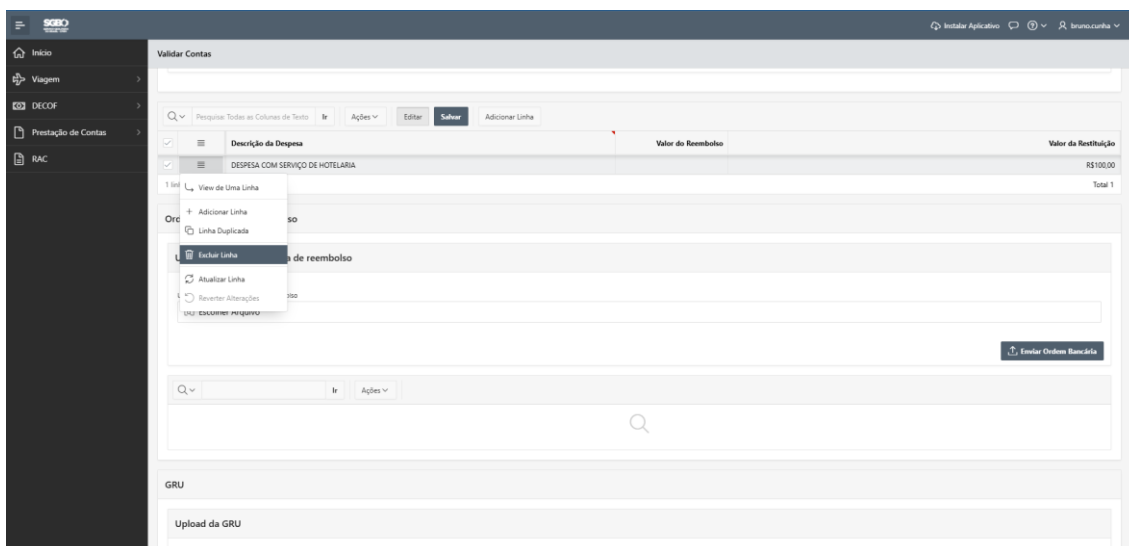 SGBO
Instalar Aplicativo bruno.cunha
Início
Viagem
DECOF
Prestação de Contas
RAC
Validar Contas
Pesquisar Todas as Colunas de Texto Ir Ações Editar Salvar Adicionar Linha
Descrição da Despesa Valor do Reembolso Valor da Restituição
DESPESA COM SERVIÇO DE HOTELARIA R$100,00
Total 1
View de Uma Linha
Adicionar Linha
Linha Duplicada
Excluir Linha
Atualizar Linha
Reverter Alterações
a de reembolso
Escolher Arquivo
Enviar Ordem Bancária
Ir Ações
GRU
Upload da GRU